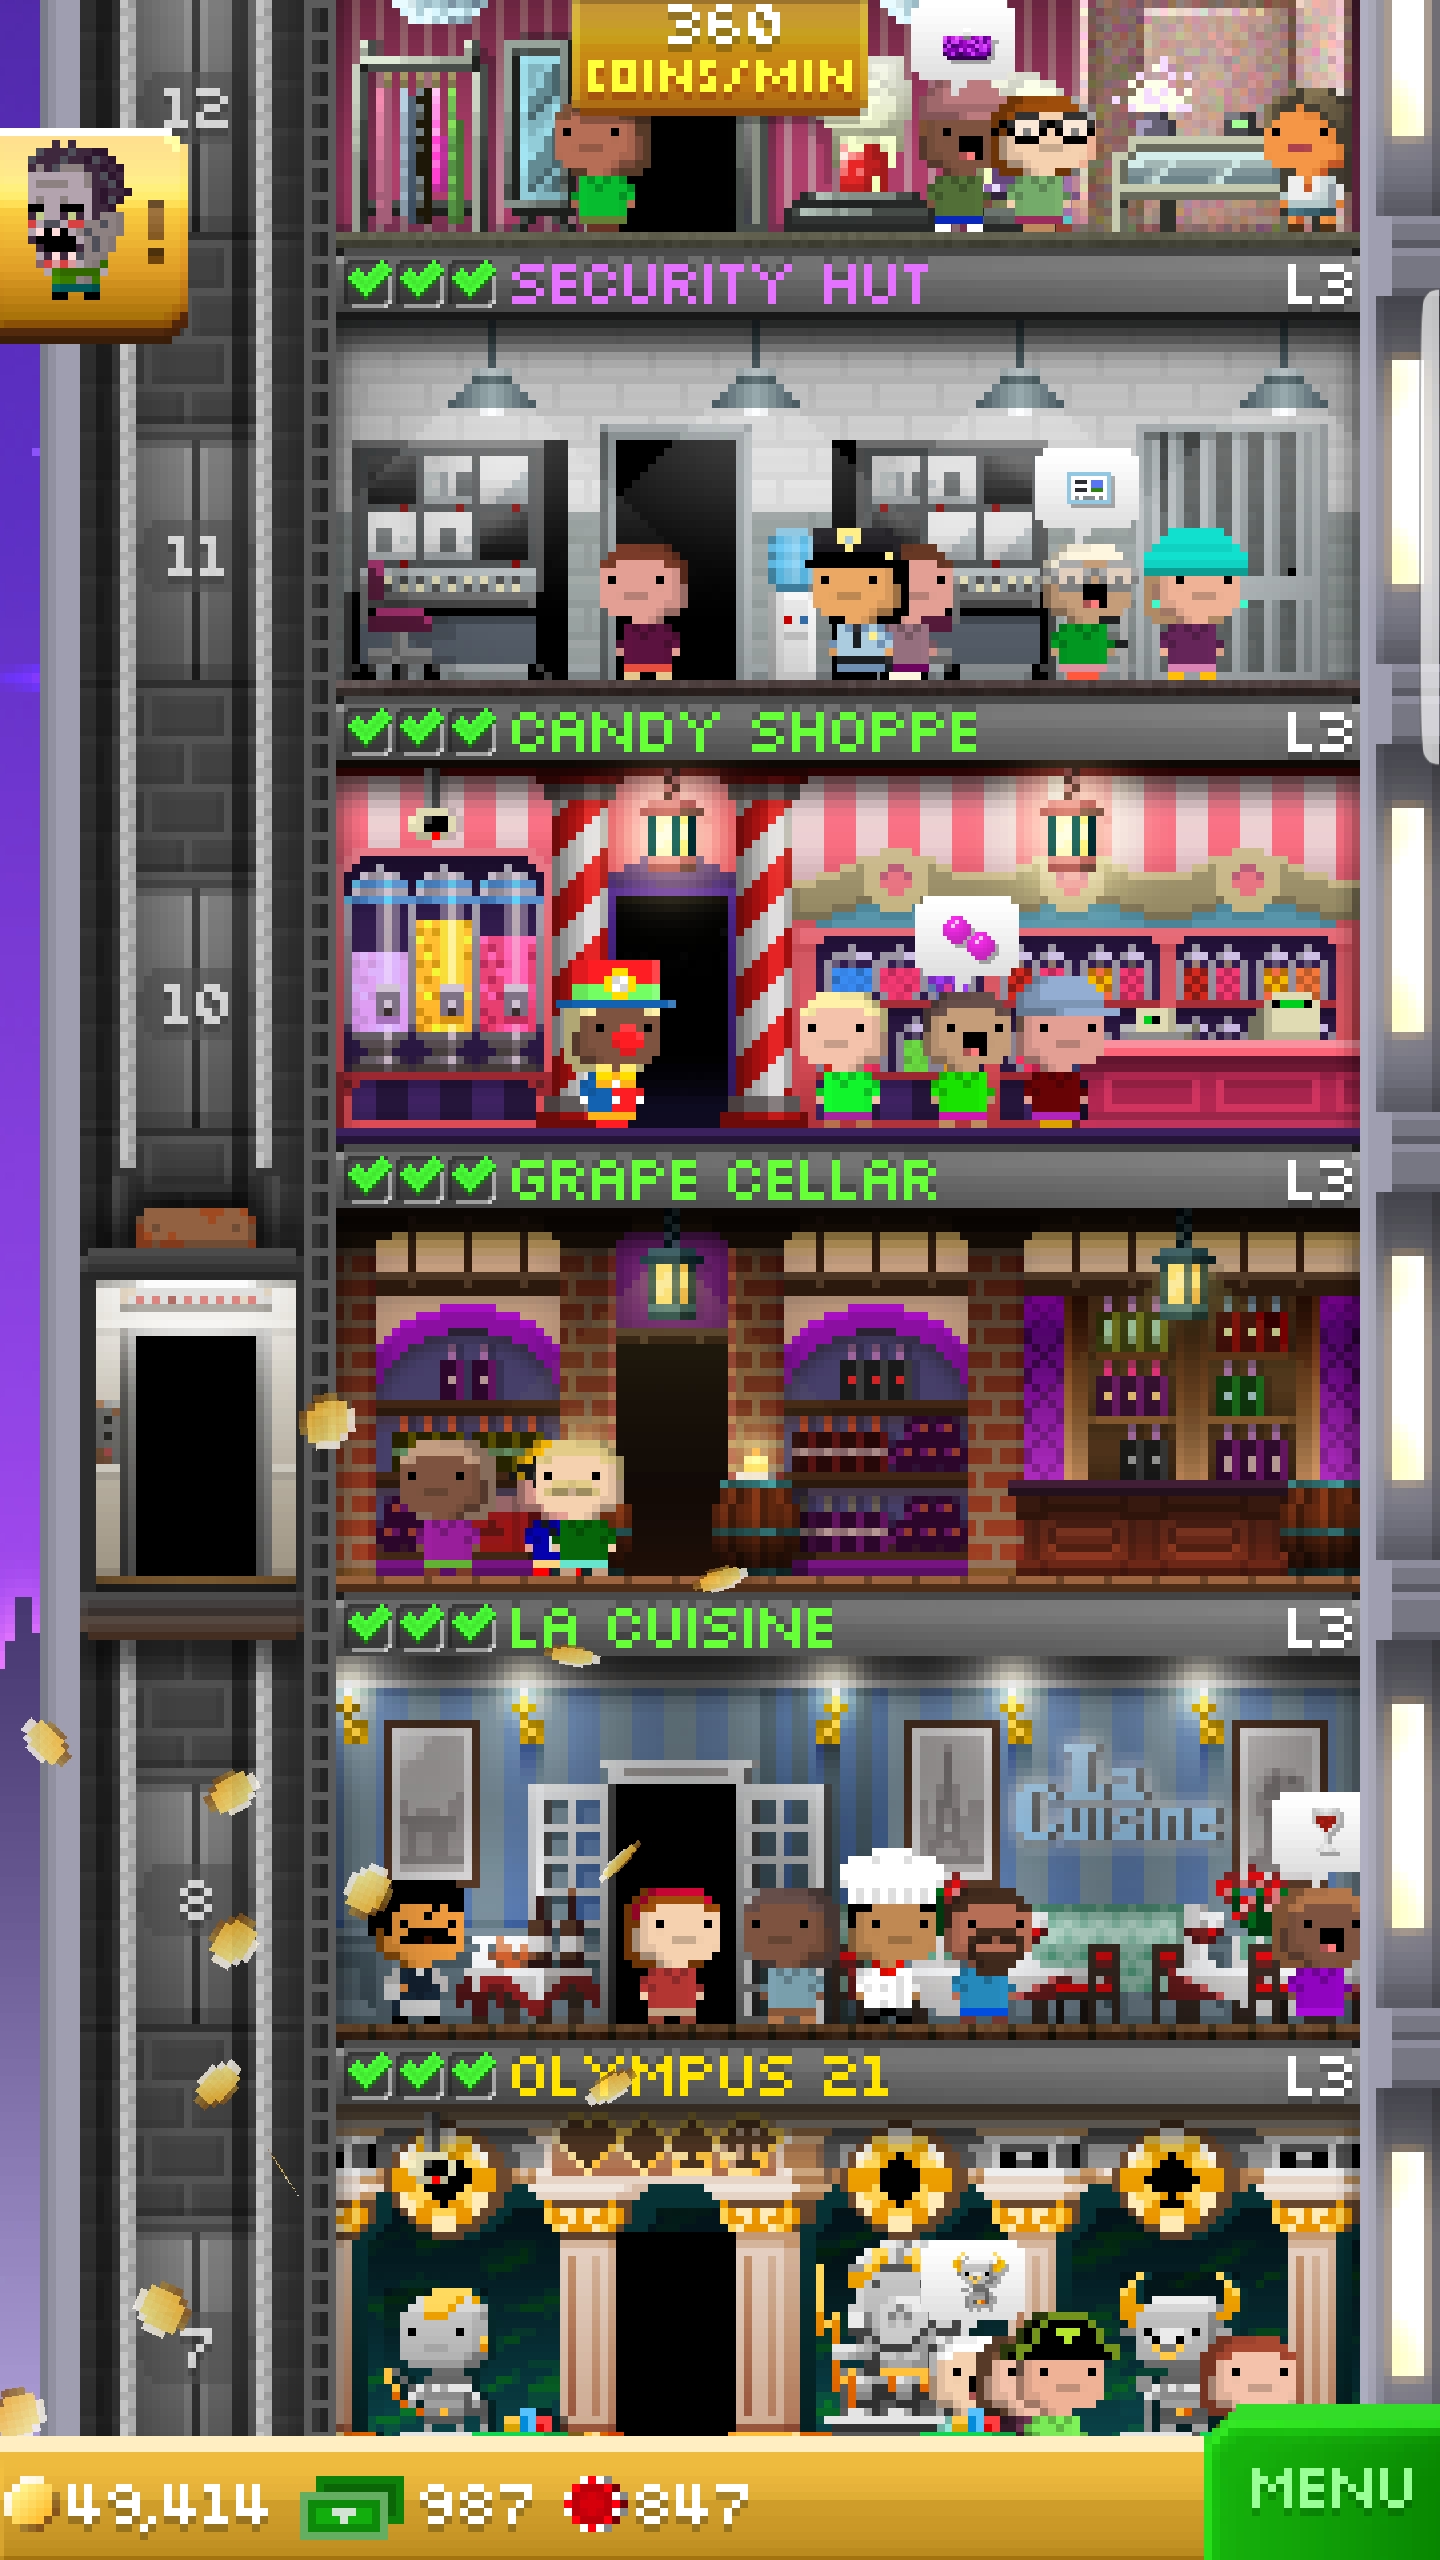 360
COINS/MIN
12
!
SECURITY HUT L3
11
CANDY SHOPPE L3
10
GRAPE CELLAR L3
LA CUISINE L3
La
Cuisine
8
OLYMPUS 21 L3
7
49,414 987 847
MENU